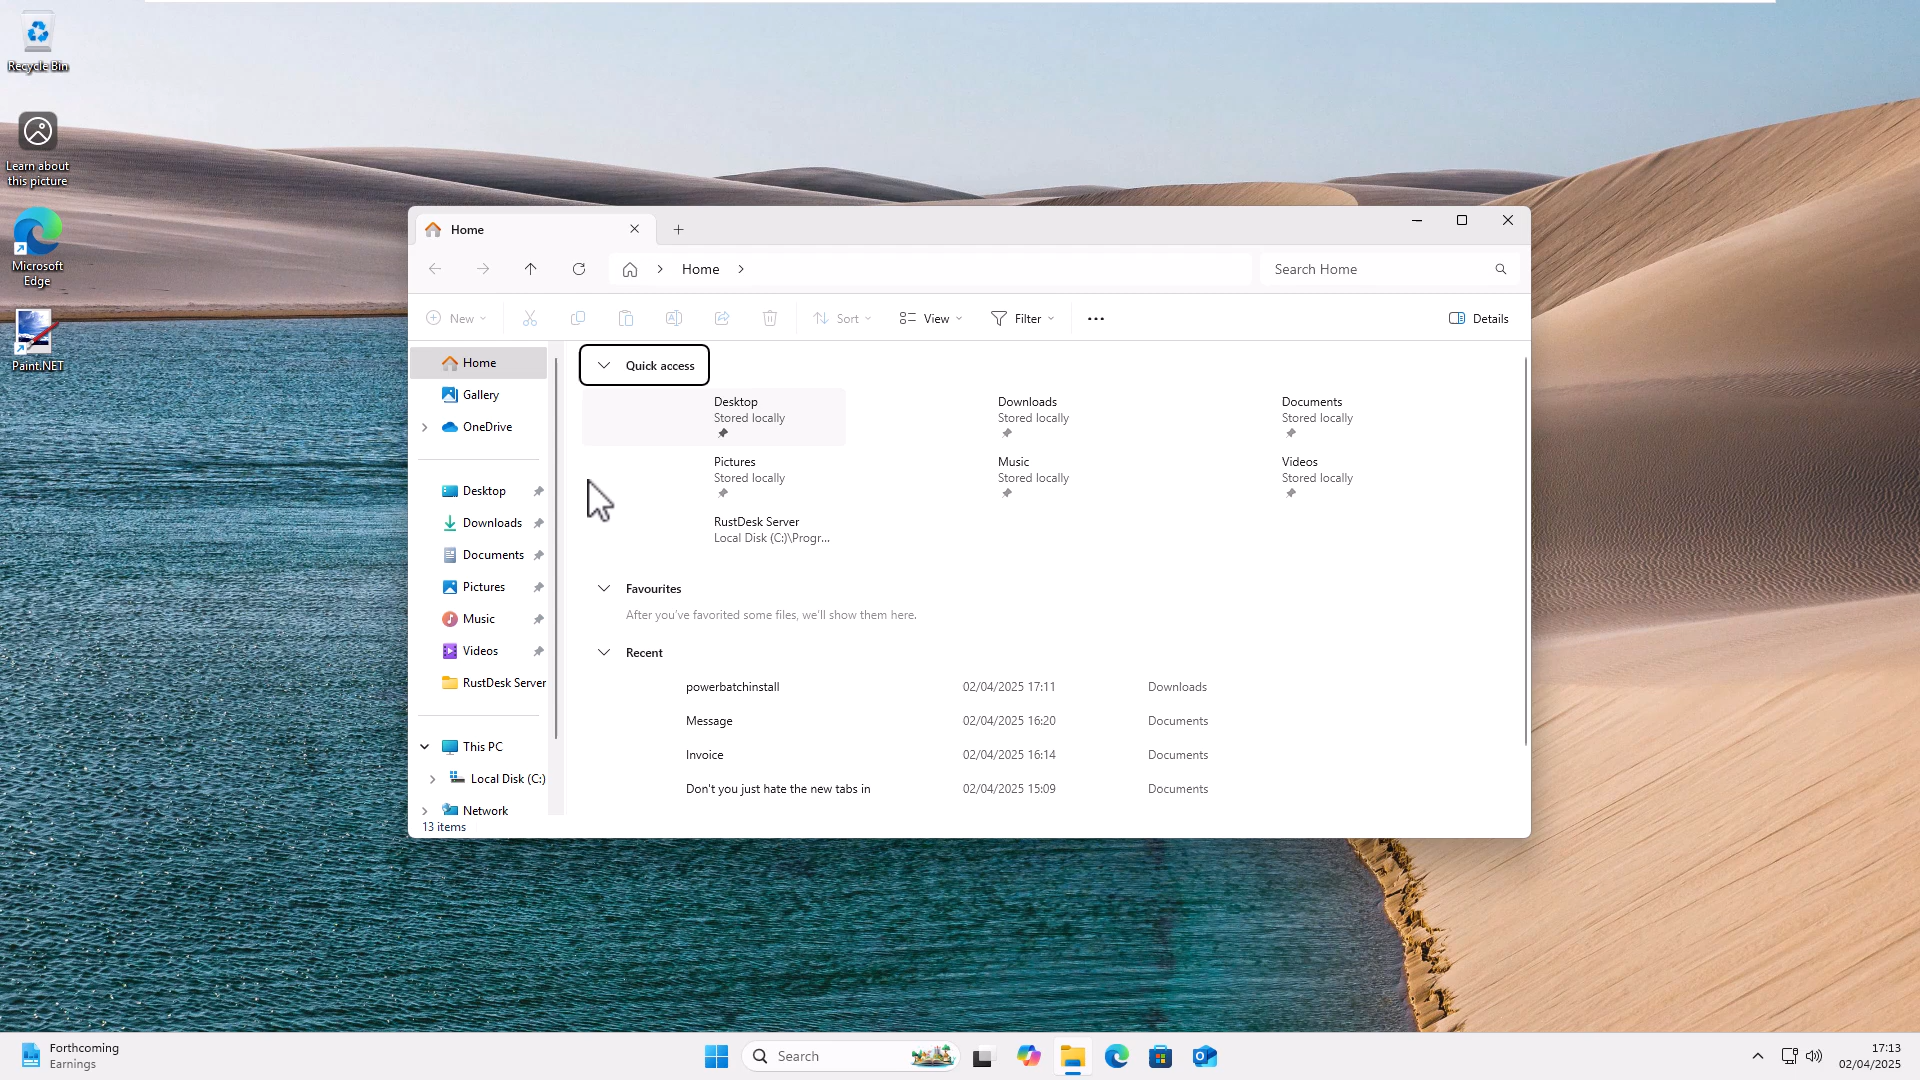 Recycle Bin
Learn about
this picture
Microsoft
Edge
Paint.NET
Home
Home
Search Home
New
Sort
View
Filter
Details
Home
Gallery
OneDrive
Desktop
Downloads
Documents
Pictures
Music
Videos
RustDesk Server
This PC
Local Disk (C:)
Network
13 items
Quick access
Desktop
Stored locally
Downloads
Stored locally
Documents
Stored locally
Pictures
Stored locally
Music
Stored locally
Videos
Stored locally
RustDesk Server
Local Disk (C:)\Progr...
Favourites
After you've favorited some files, we'll show them here.
Recent
powerbatchinstall 02/04/2025 17:11 Downloads
Message 02/04/2025 16:20 Documents
Invoice 02/04/2025 16:14 Documents
Don't you just hate the new tabs in 02/04/2025 15:09 Documents
Forthcoming
Earnings
Search
17:13
02/04/2025